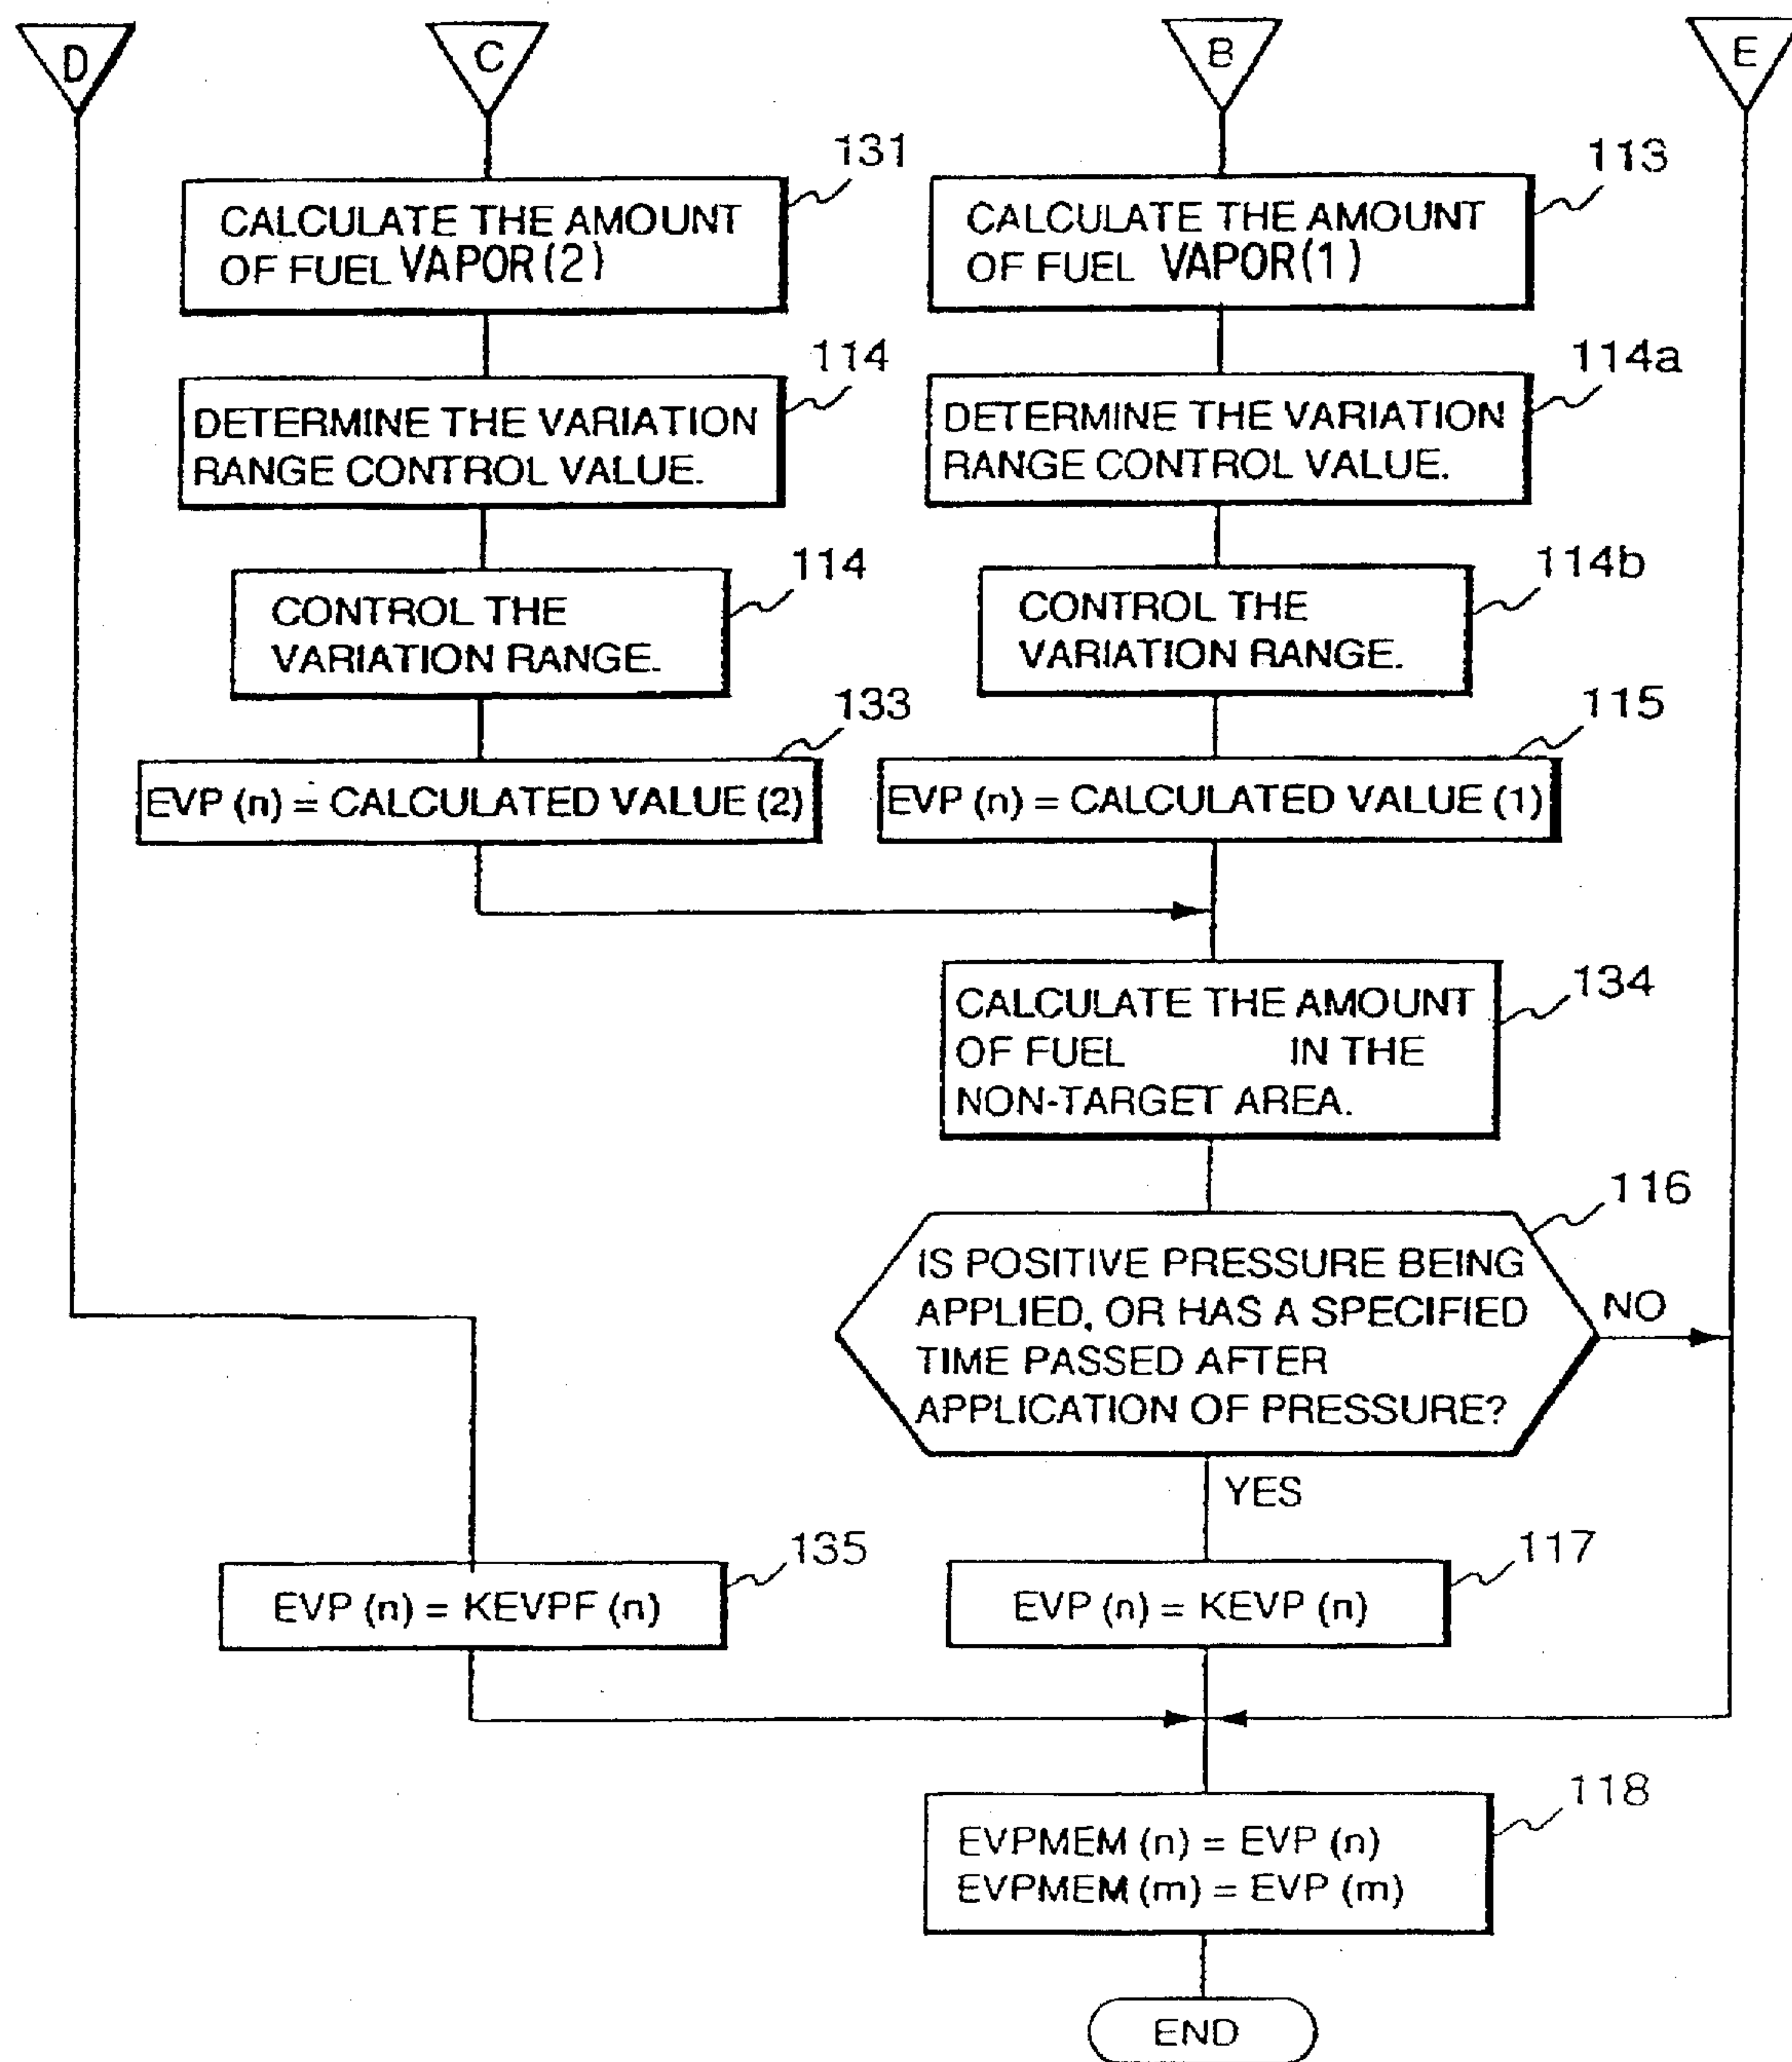 D
C
B
E
131
CALCULATE THE AMOUNT
OF FUEL VAPOR (2)
113
CALCULATE THE AMOUNT
OF FUEL VAPOR (1)
114
DETERMINE THE VARIATION
RANGE CONTROL VALUE.
114a
DETERMINE THE VARIATION
RANGE CONTROL VALUE.
114
CONTROL THE
VARIATION RANGE.
114b
CONTROL THE
VARIATION RANGE.
133
EVP (n) = CALCULATED VALUE (2)
115
EVP (n) = CALCULATED VALUE (1)
134
CALCULATE THE AMOUNT
OF FUEL IN THE
NON-TARGET AREA.
116
IS POSITIVE PRESSURE BEING
APPLIED, OR HAS A SPECIFIED
TIME PASSED AFTER
APPLICATION OF PRESSURE?
NO
YES
135
EVP (n) = KEVPF (n)
117
EVP (n) = KEVP (n)
118
EVPMEM (n) = EVP (n)
EVPMEM (m) = EVP (m)
END